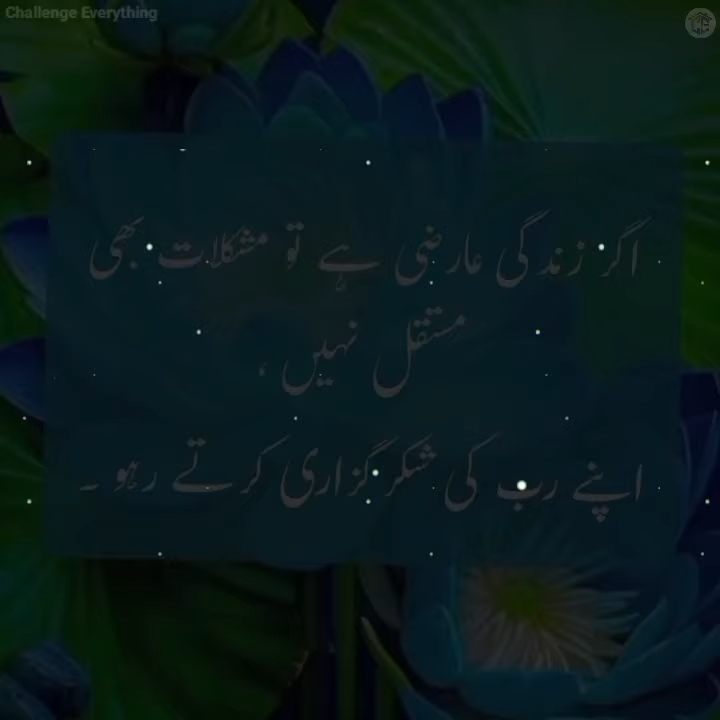 Challenge Everything
اگر زندگی عارضی ہے تو مشکلات بھی
مستقل نہیں ،
اپنے رب کی شکر گزاری کرتے رہو ۔